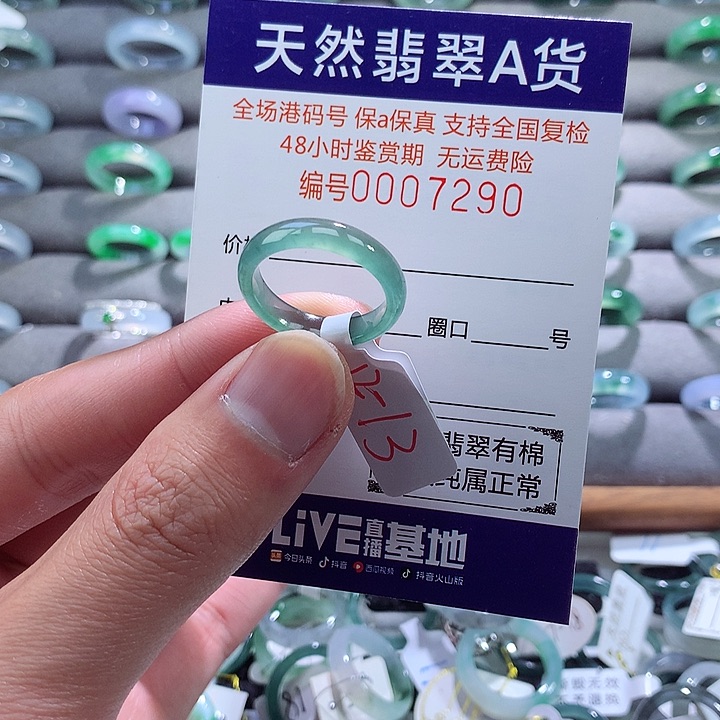 天然翡翠A货
全场港码号 保a保真 支持全国复检
48小时鉴赏期 无运费险
编号0007290
价
圈口 号
13
翡翠有棉
纯属正常
LiVE直播基地
今日头条 抖音 西瓜视频 抖音火山版